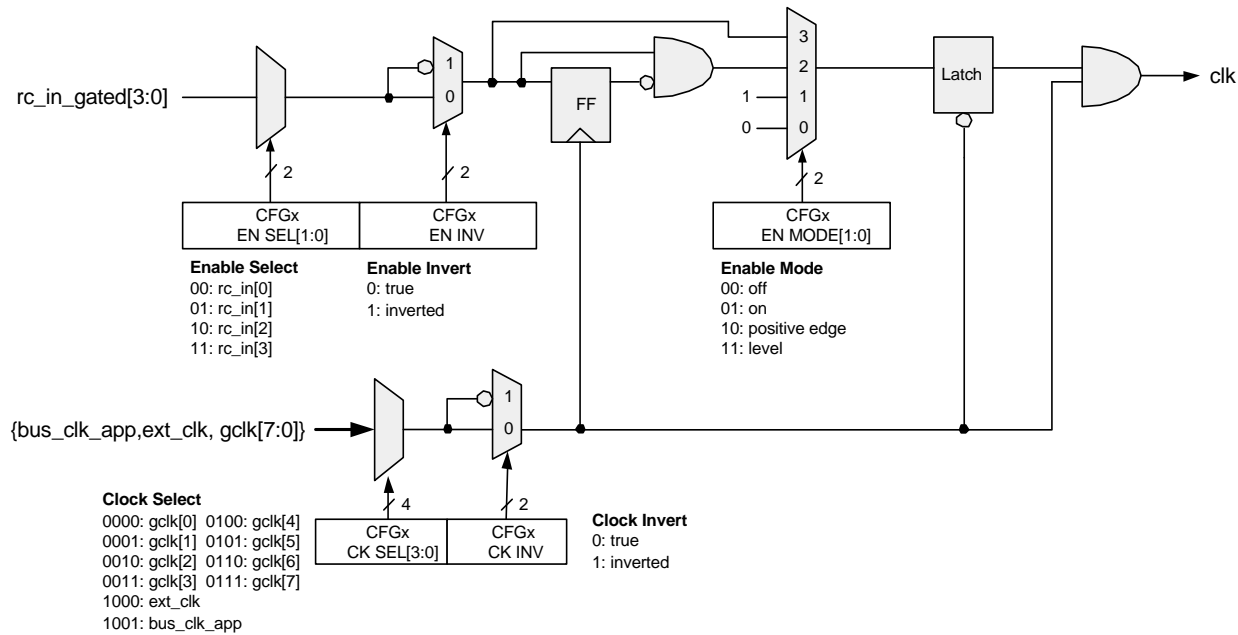 3
1
2
Latch
clk
rc_in_gated[3:0]
0
FF
1
1
0
0
2
2
2
CFGx
EN SEL[1:0]
CFGx
EN INV
CFGx
EN MODE[1:0]
Enable Select
00: rc_in[0]
01: rc_in[1]
10: rc_in[2]
11: rc_in[3]
Enable Invert
0: true
1: inverted
Enable Mode
00: off
01: on
10: positive edge
11: level
1
{bus_clk_app,ext_clk, gclk[7:0]}
0
4
2
Clock Select
0000: gclk[0] 0100: gclk[4]
0001: gclk[1] 0101: gclk[5]
0010: gclk[2] 0110: gclk[6]
0011: gclk[3] 0111: gclk[7]
1000: ext_clk
1001: bus_clk_app
CFGx
CK SEL[3:0]
CFGx
CK INV
Clock Invert
0: true
1: inverted